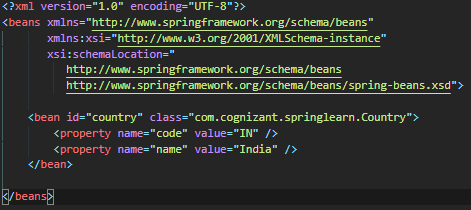 <?xml version="1.0" encoding="UTF-8"?>
<beans xmlns="http://www.springframework.org/schema/beans"
xmlns:xsi="http://www.w3.org/2001/XMLSchema-instance"
xsi:schemaLocation="
http://www.springframework.org/schema/beans
http://www.springframework.org/schema/beans/spring-beans.xsd">
<bean id="country" class="com.cognizant.springlearn.Country">
<property name="code" value="IN" />
<property name="name" value="India" />
</bean>
</beans>